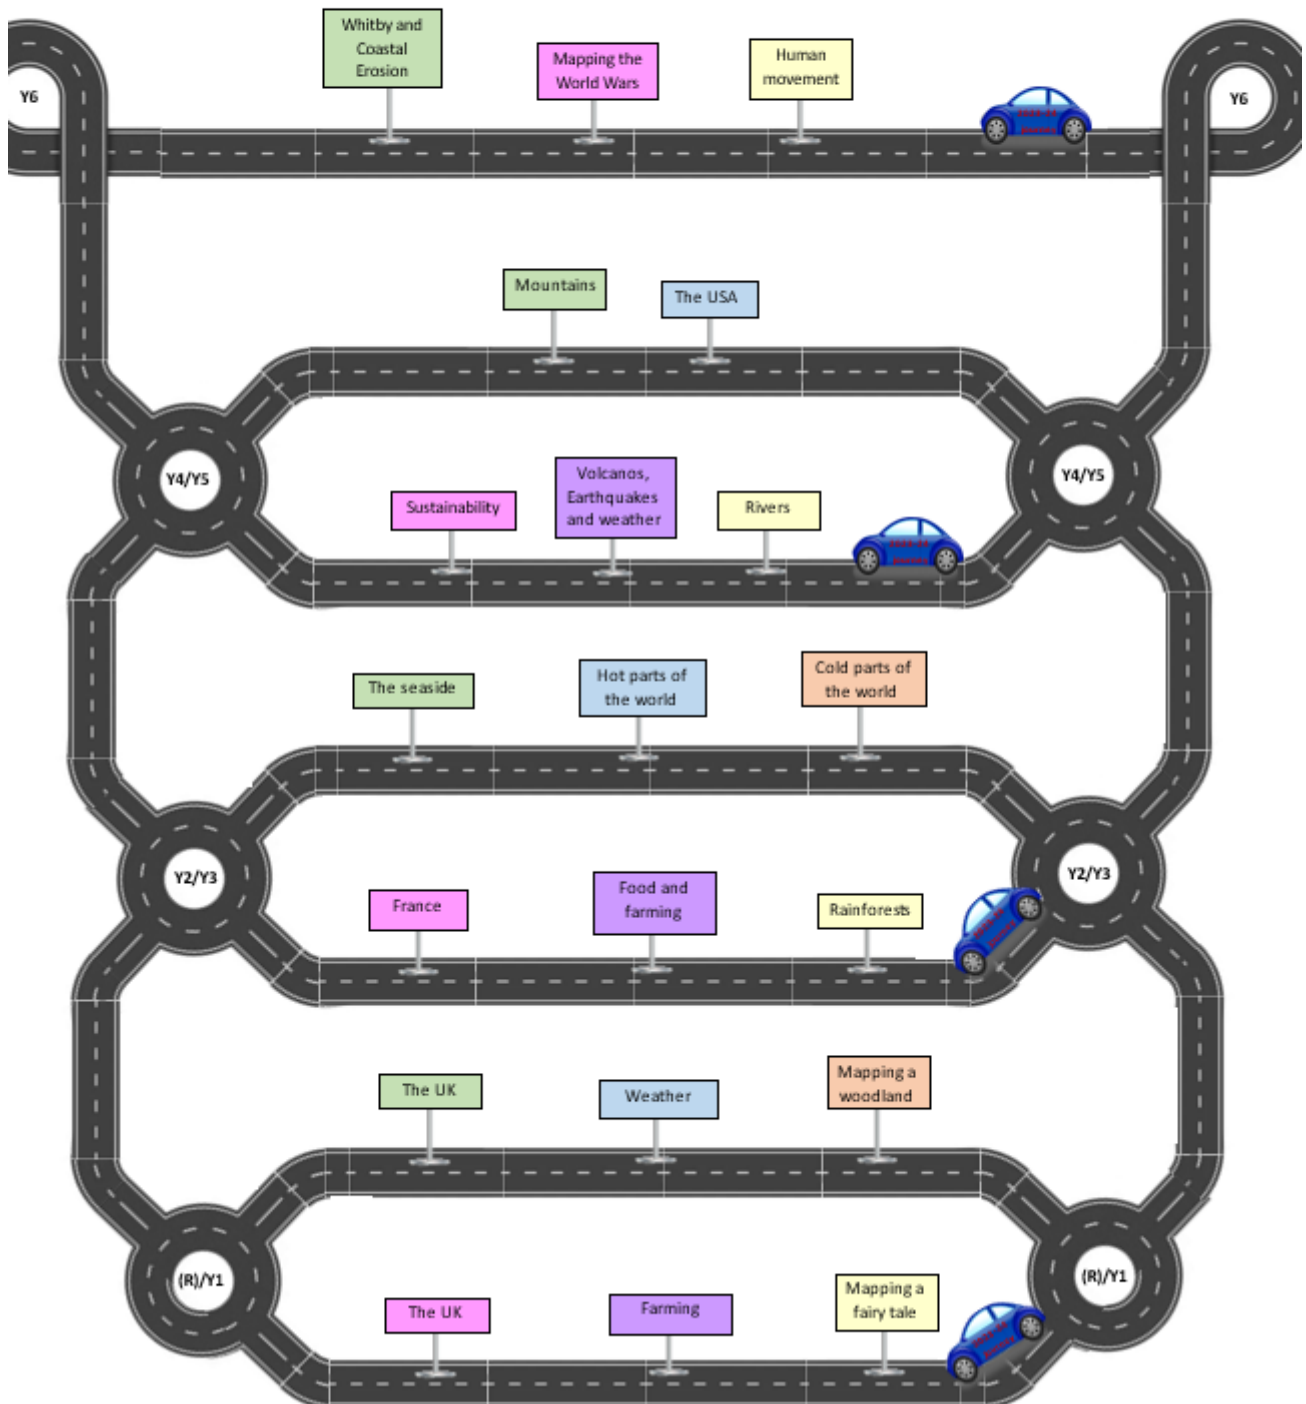 Whitby and
Coastal
Erosion
Mapping the
World Wars
Human
movement
Y6
Y6
Mountains
The USA
Y4/Y5
Y4/Y5
Sustainability
Volcanos,
Earthquakes
and weather
Rivers
The seaside
Hot parts of
the world
Cold parts of
the world
Y2/Y3
Y2/Y3
France
Food and
farming
Rainforests
The UK
Weather
Mapping a
woodland
(R)/Y1
(R)/Y1
The UK
Farming
Mapping a
fairy tale